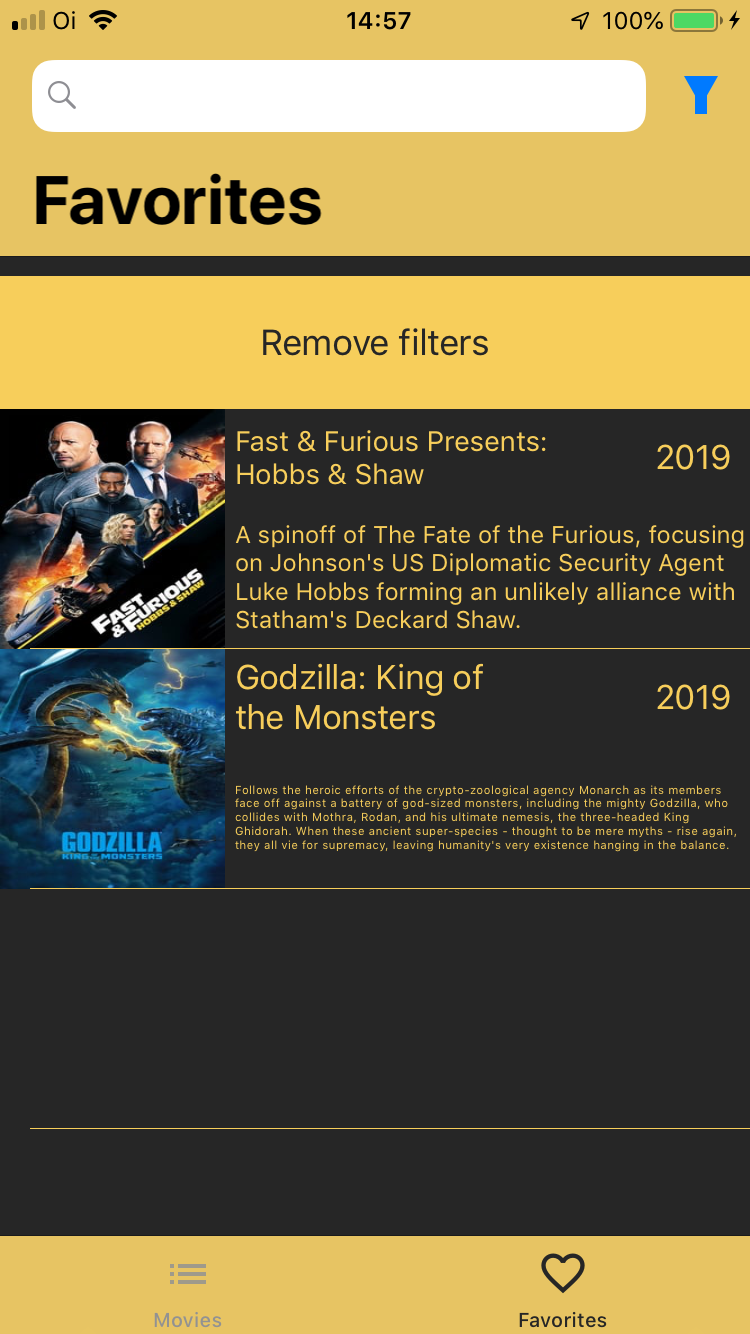 Oi 14:57 100%
Favorites
Remove filters
Fast & Furious Presents:
Hobbs & Shaw
2019
A spinoff of The Fate of the Furious, focusing
on Johnson's US Diplomatic Security Agent
Luke Hobbs forming an unlikely alliance with
Statham's Deckard Shaw.
FAST
& FURIOUS
HOBBS & SHAW
Godzilla: King of
the Monsters
2019
Follows the heroic efforts of the crypto-zoological agency Monarch as its members
face off against a battery of god-sized monsters, including the mighty Godzilla, who
collides with Mothra, Rodan, and his ultimate nemesis, the three-headed King
Ghidorah. When these ancient super-species - thought to be mere myths - rise again,
they all vie for supremacy, leaving humanity's very existence hanging in the balance.
GODZILLA
KING OF THE MONSTERS
Movies
Favorites